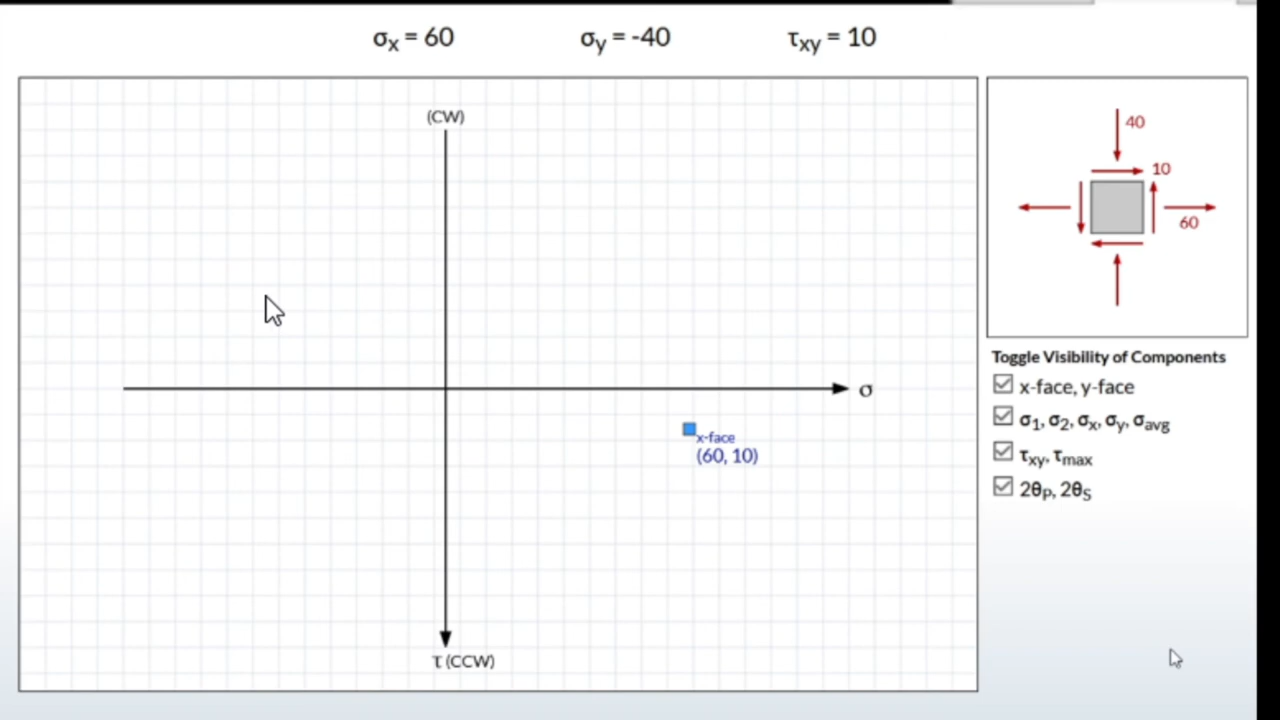 σx = 60 σy = -40 τxy = 10
(CW)
40
10
60
Toggle Visibility of Components
x-face, y-face
σ
σ1, σ2, σx, σy, σavg
x-face
(60, 10)
τxy, τmax
2θP, 2θS
τ (CCW)